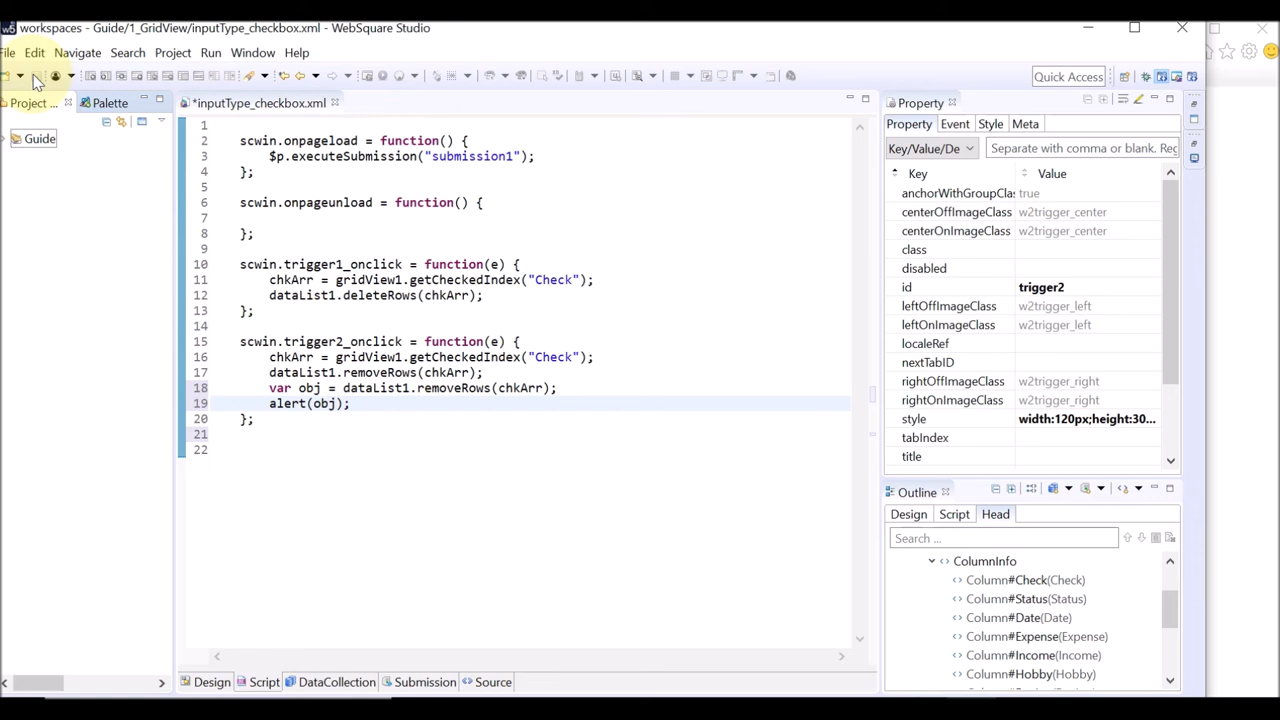 workspaces - Guide/1_GridView/inputType_checkbox.xml - WebSquare Studio
File Edit Navigate Search Project Run Window Help
Quick Access
Project ... Palette
Guide
*inputType_checkbox.xml
1
2 scwin.onpageload = function() {
3 $p.executeSubmission("submission1");
4 };
5
6 scwin.onpageunload = function() {
7
8 };
9
10 scwin.trigger1_onclick = function(e) {
11 chkArr = gridView1.getCheckedIndex("Check");
12 dataList1.deleteRows(chkArr);
13 };
14
15 scwin.trigger2_onclick = function(e) {
16 chkArr = gridView1.getCheckedIndex("Check");
17 dataList1.removeRows(chkArr);
18 var obj = dataList1.removeRows(chkArr);
19 alert(obj);
20 };
21
22
Design Script DataCollection Submission Source
Property
Property Event Style Meta
Key/Value/De Separate with comma or blank. Reg
Key Value
anchorWithGroupClas true
centerOffImageClass w2trigger_center
centerOnImageClass w2trigger_center
class
disabled
id trigger2
leftOffImageClass w2trigger_left
leftOnImageClass w2trigger_left
localeRef
nextTabID
rightOffImageClass w2trigger_right
rightOnImageClass w2trigger_right
style width:120px;height:30...
tabIndex
title
Outline
Design Script Head
Search ...
ColumnInfo
Column#Check(Check)
Column#Status(Status)
Column#Date(Date)
Column#Expense(Expense)
Column#Income(Income)
Column#Hobby(Hobby)